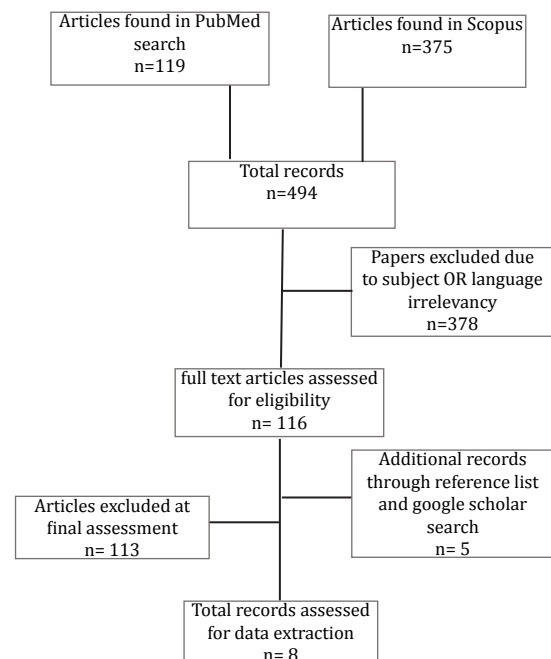 Articles found in PubMed
search
n=119
Articles found in Scopus
n=375
Total records
n=494
Papers excluded due
to subject OR language
irrelevancy
n=378
full text articles assessed
for eligibility
n= 116
Additional records
through reference list
and google scholar
search
n= 5
Articles excluded at
final assessment
n= 113
Total records assessed
for data extraction
n= 8